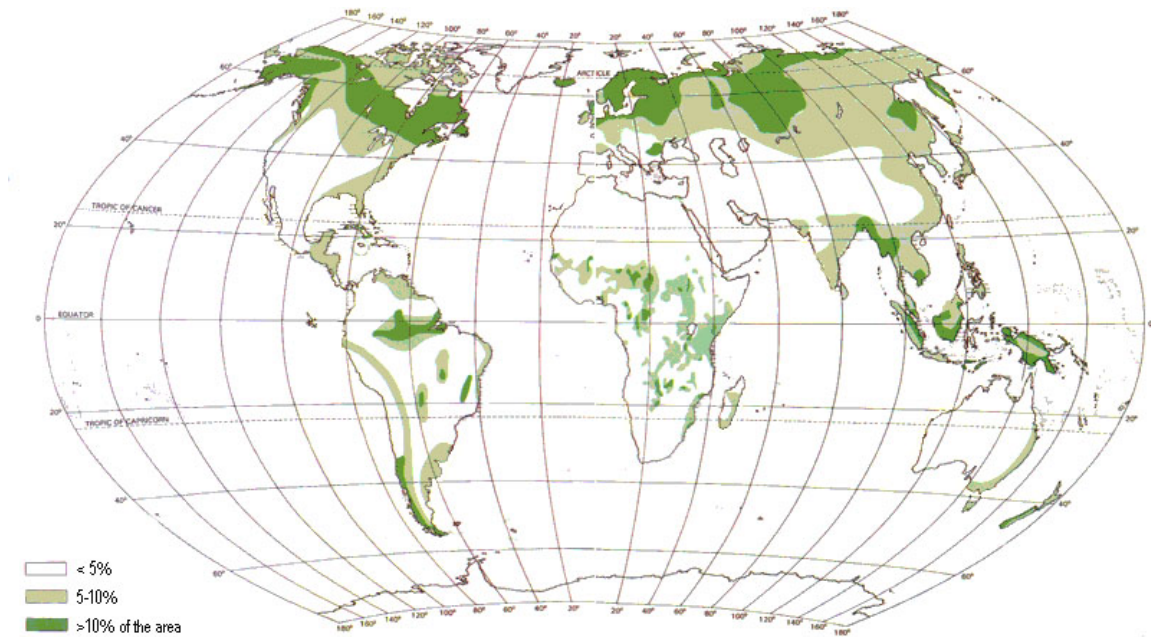 180° 160° 140° 120° 100° 80° 60° 40° 20° 20° 40° 60° 80° 100° 120° 140° 160° 180°
60° ARCTICLE 60°
40° 40°
TROPIC OF CANCER
20° 20°
0 EQUATOR 0
20°
TROPIC OF CAPRICORN
40° 40°
60° 60°
< 5%
5-10%
>10% of the area
180° 160° 140° 120° 100° 80° 60° 40° 20° 20° 40° 60° 80° 100° 120° 140° 160° 180°